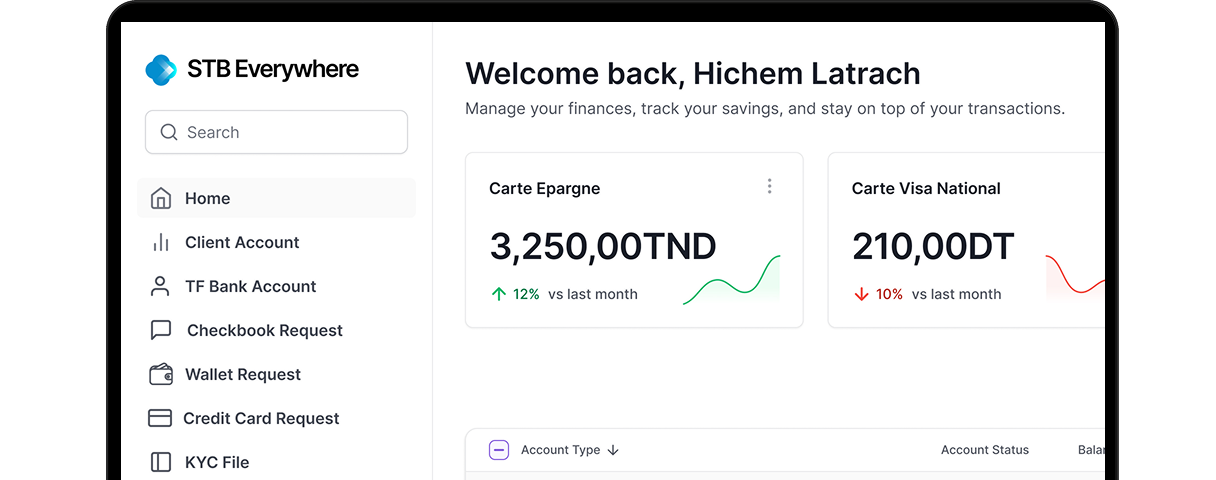 STB Everywhere
Search
Home
Client Account
TF Bank Account
Checkbook Request
Wallet Request
Credit Card Request
KYC File
Welcome back, Hichem Latrach
Manage your finances, track your savings, and stay on top of your transactions.
Carte Epargne
3,250,00TND
12% vs last month
Carte Visa National
210,00DT
10% vs last month
Account Type
Account Status